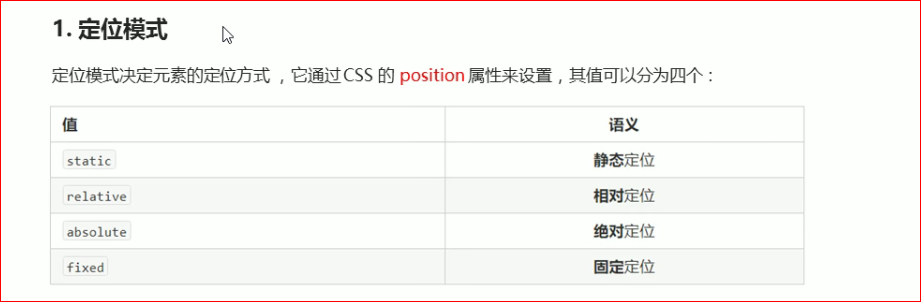 1. 定位模式
定位模式决定元素的定位方式，它通过CSS 的 position 属性来设置，其值可以分为四个：
值 语义
static 静态定位
relative 相对定位
absolute 绝对定位
fixed 固定定位